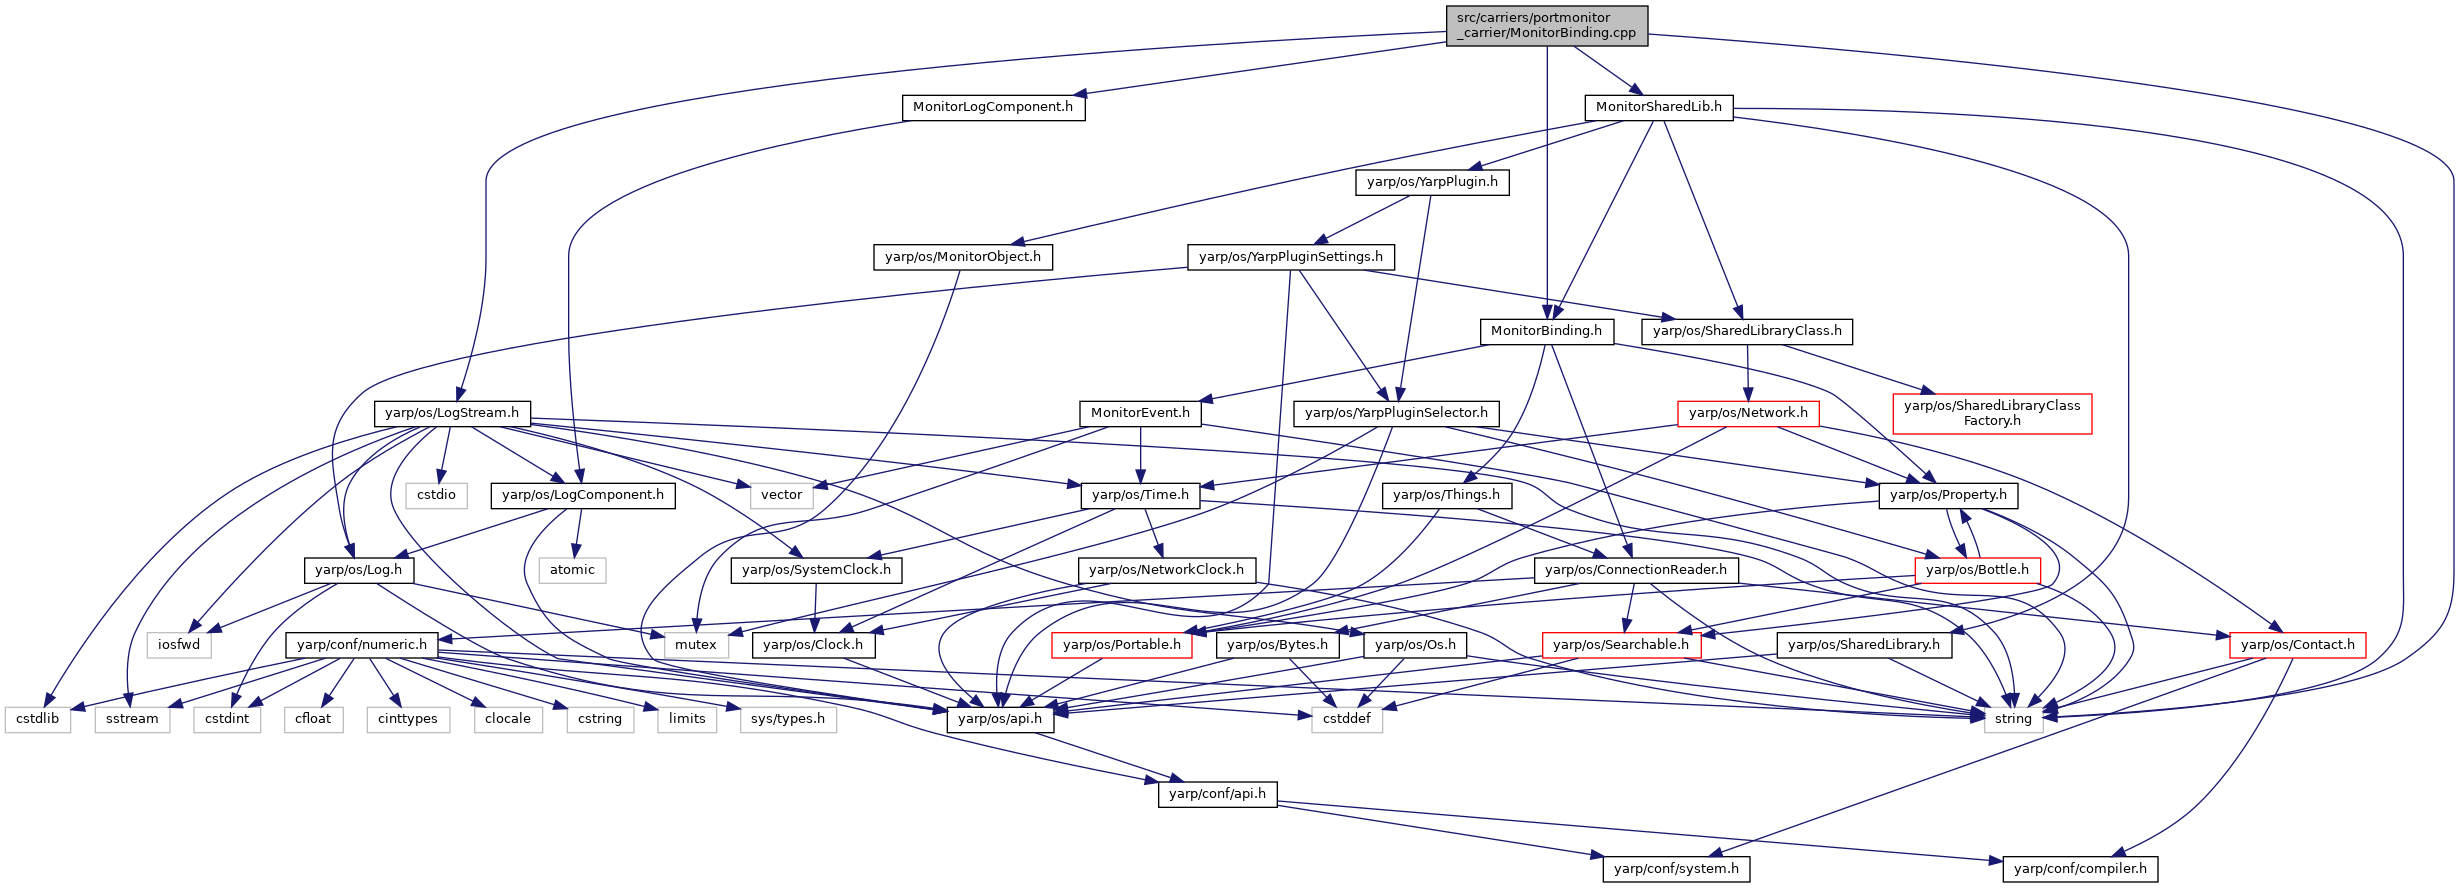 src/carriers/portmonitor
_carrier/MonitorBinding.cpp
MonitorLogComponent.h
MonitorSharedLib.h
yarp/os/YarpPlugin.h
yarp/os/MonitorObject.h
yarp/os/YarpPluginSettings.h
MonitorBinding.h
yarp/os/SharedLibraryClass.h
yarp/os/LogStream.h
MonitorEvent.h
yarp/os/YarpPluginSelector.h
yarp/os/Network.h
yarp/os/SharedLibraryClass
Factory.h
cstdio
yarp/os/LogComponent.h
vector
yarp/os/Time.h
yarp/os/Things.h
yarp/os/Property.h
yarp/os/Log.h
atomic
yarp/os/SystemClock.h
yarp/os/NetworkClock.h
yarp/os/ConnectionReader.h
yarp/os/Bottle.h
iosfwd
yarp/conf/numeric.h
mutex
yarp/os/Clock.h
yarp/os/Portable.h
yarp/os/Bytes.h
yarp/os/Os.h
yarp/os/Searchable.h
yarp/os/SharedLibrary.h
yarp/os/Contact.h
cstdlib
sstream
cstdint
cfloat
cinttypes
clocale
cstring
limits
sys/types.h
yarp/os/api.h
cstddef
string
yarp/conf/api.h
yarp/conf/system.h
yarp/conf/compiler.h